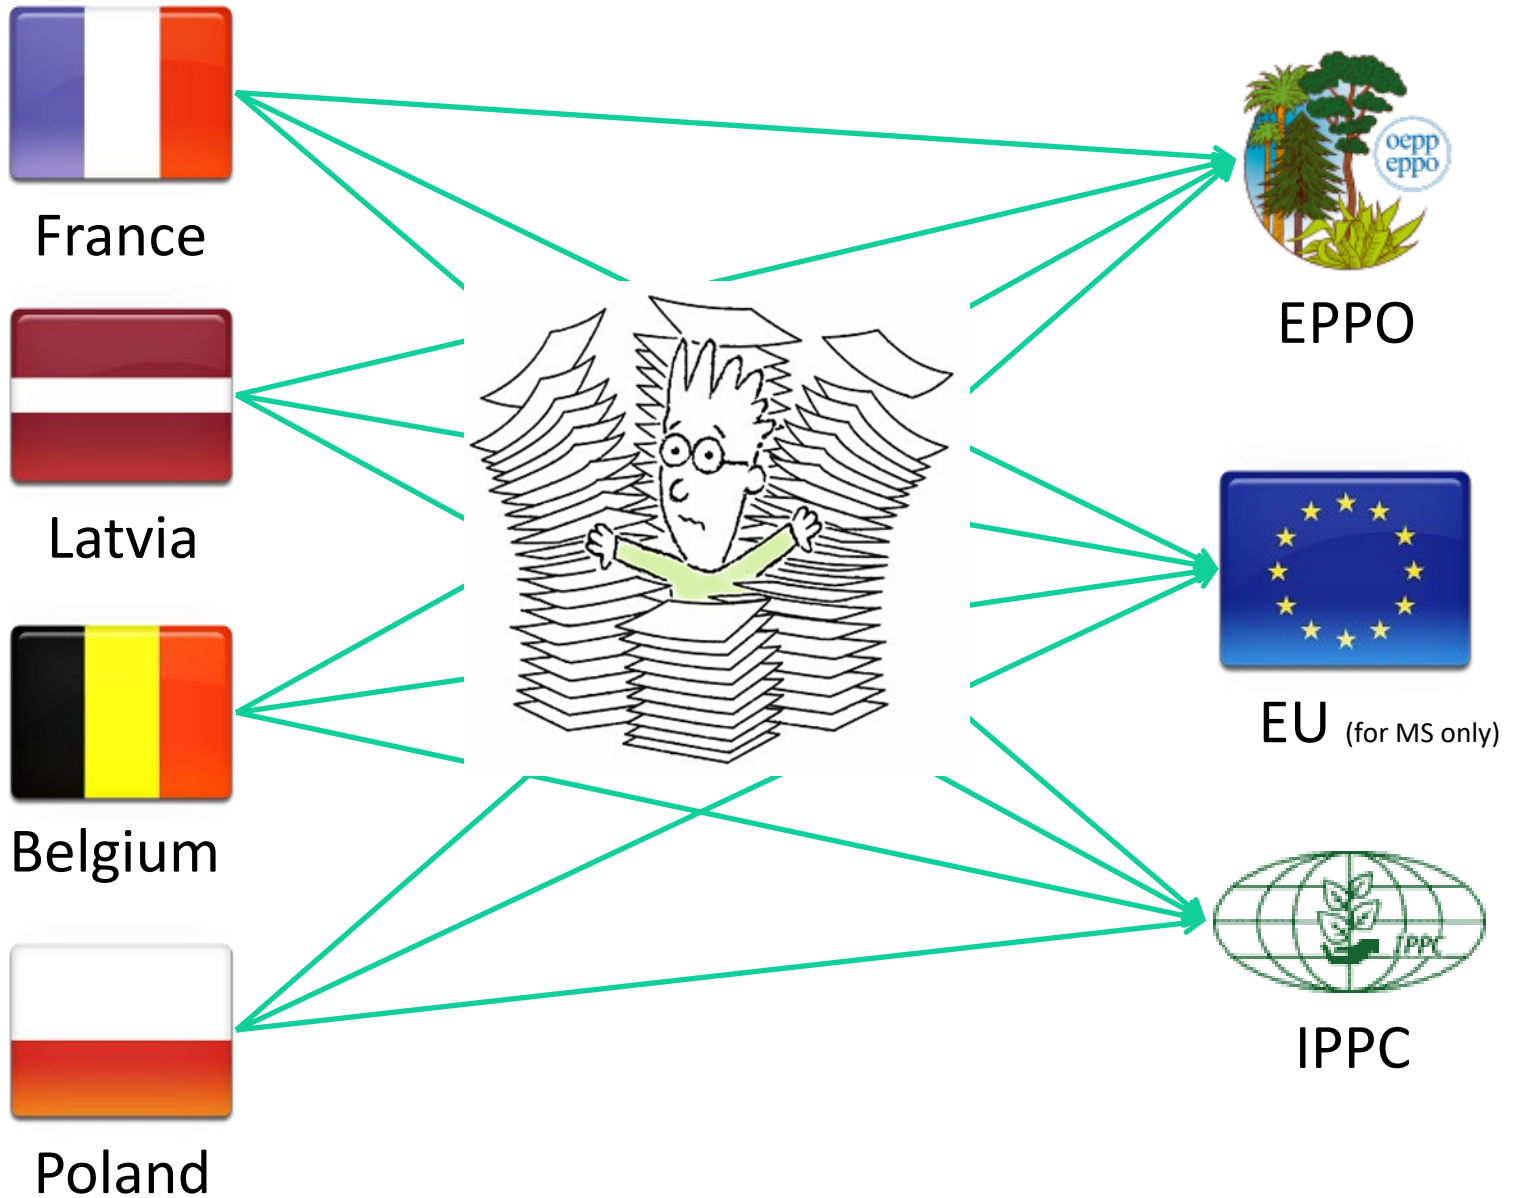 France
Latvia
Belgium
Poland
oepp
eppo
EPPO
EU (for MS only)
IPPC
IPPC